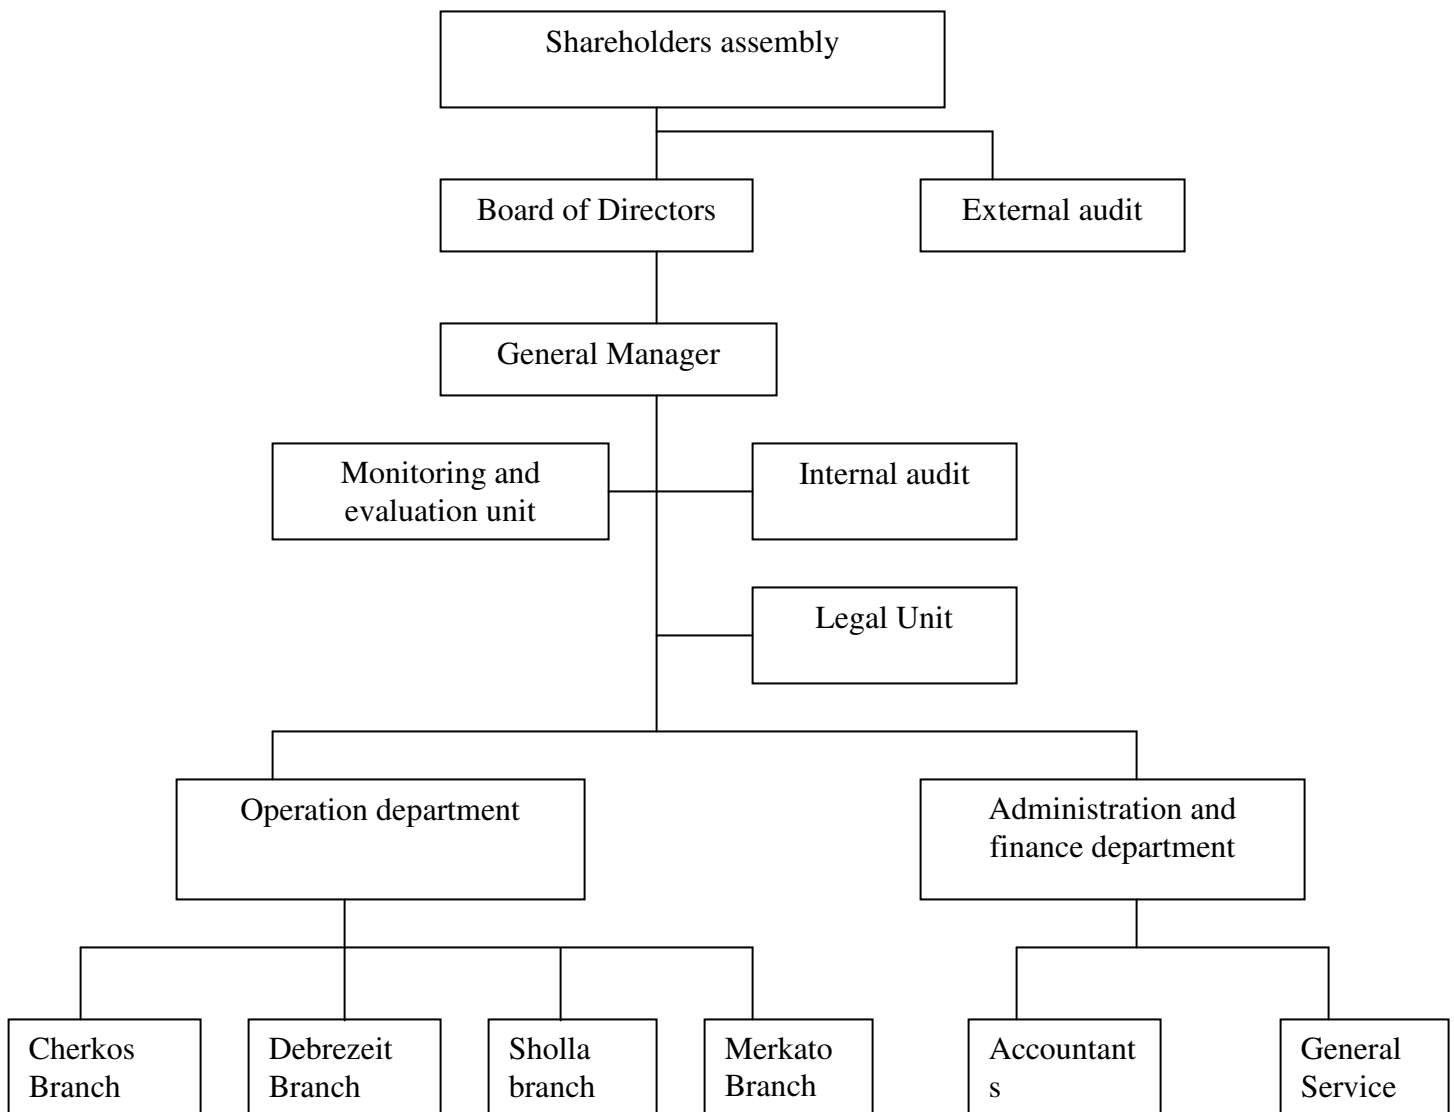 Shareholders assembly
Board of Directors
External audit
General Manager
Monitoring and
evaluation unit
Internal audit
Legal Unit
Operation department
Administration and
finance department
Cherkos
Branch
Debrezeit
Branch
Sholla
branch
Merkato
Branch
Accountant
s
General
Service